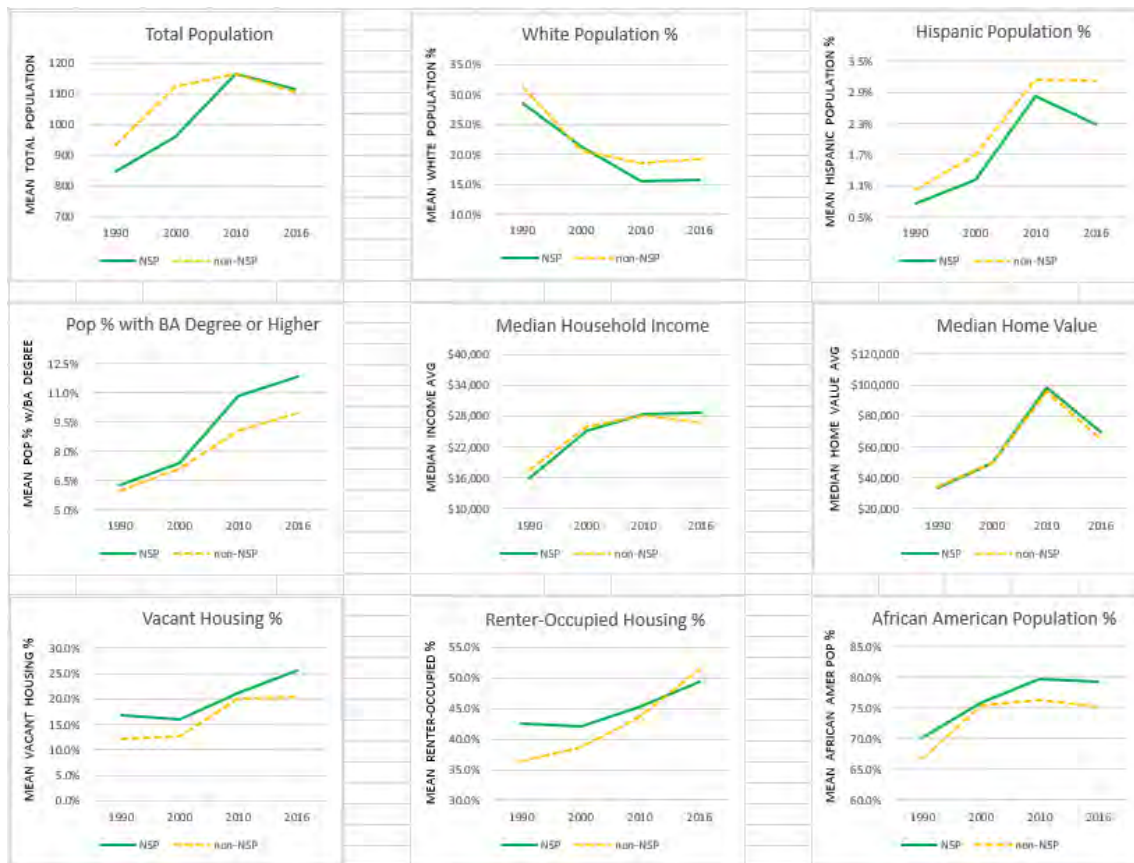 Total Population
MEAN TOTAL POPULATION
1200
1100
1000
900
800
700
1990 2000 2010 2016
NSP non-NSP
White Population %
MEAN WHITE POPULATION %
35.0%
30.0%
25.0%
20.0%
15.0%
10.0%
1990 2000 2010 2016
NSP non-NSP
Hispanic Population %
MEAN HISPANIC POPULATION %
3.5%
2.9%
2.3%
1.7%
1.1%
0.5%
1990 2000 2010 2016
NSP non-NSP
Pop % with BA Degree or Higher
MEAN POP % W/BA DEGREE
12.5%
11.0%
9.5%
8.0%
6.5%
5.0%
1990 2000 2010 2016
NSP non-NSP
Median Household Income
MEDIAN INCOME AVG
$40,000
$34,000
$28,000
$22,000
$16,000
$10,000
1990 2000 2010 2016
NSP non-NSP
Median Home Value
MEDIAN HOME VALUE AVG
$120,000
$100,000
$80,000
$60,000
$40,000
$20,000
1990 2000 2010 2016
NSP non-NSP
Vacant Housing %
MEAN VACANT HOUSING %
30.0%
25.0%
20.0%
15.0%
10.0%
5.0%
0.0%
1990 2000 2010 2016
NSP non-NSP
Renter-Occupied Housing %
MEAN RENTER-OCCUPIED %
55.0%
50.0%
45.0%
40.0%
35.0%
30.0%
1990 2000 2010 2016
NSP non-NSP
African American Population %
MEAN AFRICAN AMER POP %
85.0%
80.0%
75.0%
70.0%
65.0%
60.0%
1990 2000 2010 2016
NSP non-NSP